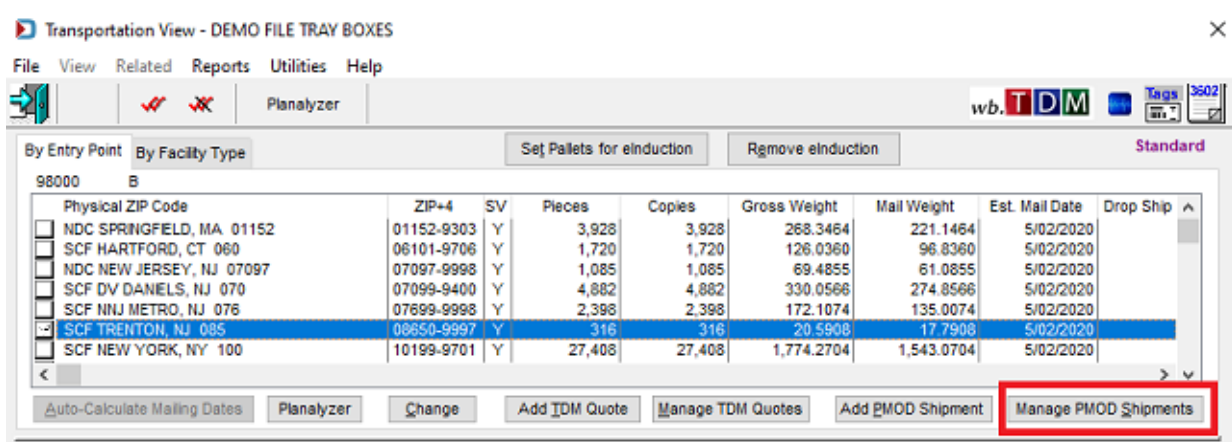 Transportation View - DEMO FILE TRAY BOXES
File View Related Reports Utilities Help
Planalyzer wb.TDM Tags 3602
By Entry Point By Facility Type Set Pallets for eInduction Remove eInduction Standard
98000 B
Physical ZIP Code ZIP+4 SV Pieces Copies Gross Weight Mail Weight Est. Mail Date Drop Ship
NDC SPRINGFIELD, MA 01152 01152-9303 Y 3,928 3,928 268.3464 221.1464 5/02/2020
SCF HARTFORD, CT 060 06101-9706 Y 1,720 1,720 126.0360 96.8360 5/02/2020
NDC NEW JERSEY, NJ 07097 07097-9998 Y 1,085 1,085 69.4855 61.0855 5/02/2020
SCF DV DANIELS, NJ 070 07099-9400 Y 4,882 4,882 330.0566 274.8566 5/02/2020
SCF NNJ METRO, NJ 076 07699-9998 Y 2,398 2,398 172.1074 135.0074 5/02/2020
SCF TRENTON, NJ 085 08650-9997 Y 316 316 20.5908 17.7908 5/02/2020
SCF NEW YORK, NY 100 10199-9701 Y 27,408 27,408 1,774.2704 1,543.0704 5/02/2020
Auto-Calculate Mailing Dates Planalyzer Change Add TDM Quote Manage TDM Quotes Add PMOD Shipment Manage PMOD Shipments